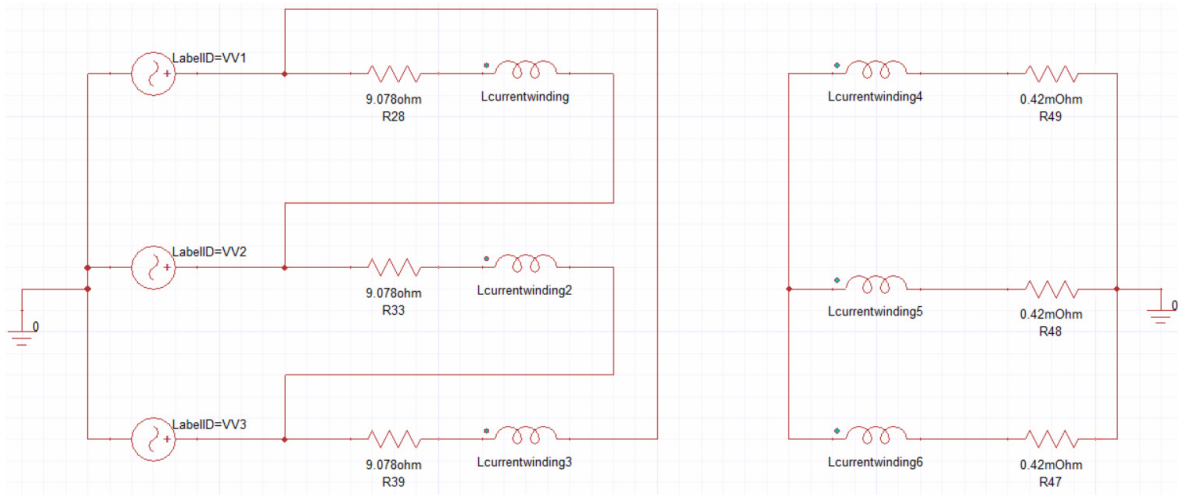 LabelID=VV1
9.078ohm
R28
Lcurrentwinding
Lcurrentwinding4
0.42mOhm
R49
LabelID=VV2
9.078ohm
R33
Lcurrentwinding2
Lcurrentwinding5
0.42mOhm
R48
0
0
LabelID=VV3
9.078ohm
R39
Lcurrentwinding3
Lcurrentwinding6
0.42mOhm
R47